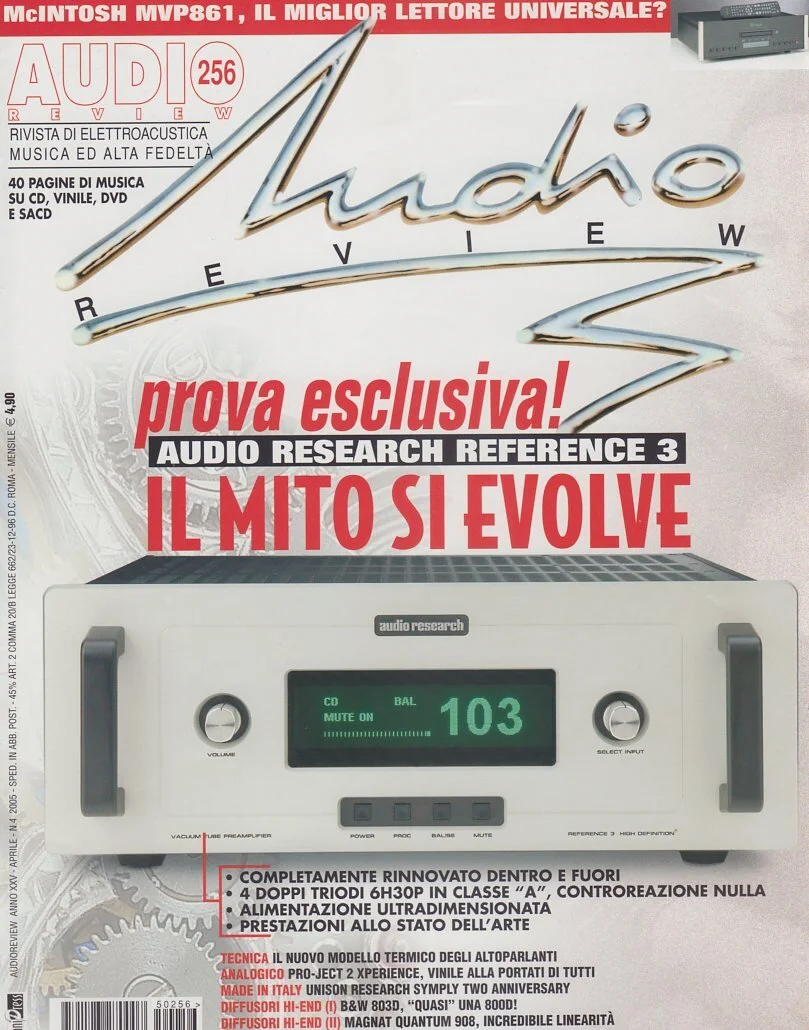 McINTOSH MVP861, IL MIGLIOR LETTORE UNIVERSALE?
AUDIO
256
REVIEW
RIVISTA DI ELETTROACUSTICA
MUSICA ED ALTA FEDELTÀ
40 PAGINE DI MUSICA
SU CD, VINILE, DVD
E SACD
Audio
REVIEW
prova esclusiva!
AUDIO RESEARCH REFERENCE 3
IL MITO SI EVOLVE
audio research
CD BAL
MUTE ON
103
VOLUME
SELECT INPUT
POWER PROC BAL/SE MUTE
VACUUM TUBE PREAMPLIFIER
REFERENCE 3 HIGH DEFINITION
• COMPLETAMENTE RINNOVATO DENTRO E FUORI
• 4 DOPPI TRIODI 6H30P IN CLASSE “A”, CONTROREAZIONE NULLA
• ALIMENTAZIONE ULTRADIMENSIONATA
• PRESTAZIONI ALLO STATO DELL’ARTE
TECNICA IL NUOVO MODELLO TERMICO DEGLI ALTOPARLANTI
ANALOGICO PRO-JECT 2 XPERIENCE, VINILE ALLA PORTATI DI TUTTI
MADE IN ITALY UNISON RESEARCH SYMPLY TWO ANNIVERSARY
DIFFUSORI HI-END (I) B&W 803D, “QUASI” UNA 800D!
DIFFUSORI HI-END (II) MAGNAT QUANTUM 908, INCREDIBILE LINEARITÀ
50256 >
AUDIOREVIEW ANNO XXV - APRILE - N.4 2005 - SPED. IN ABB. POST. - 45% ART. 2 COMMA 20/B LEGGE 662/23-12-96 D.C. ROMA - MENSILE € 4,90